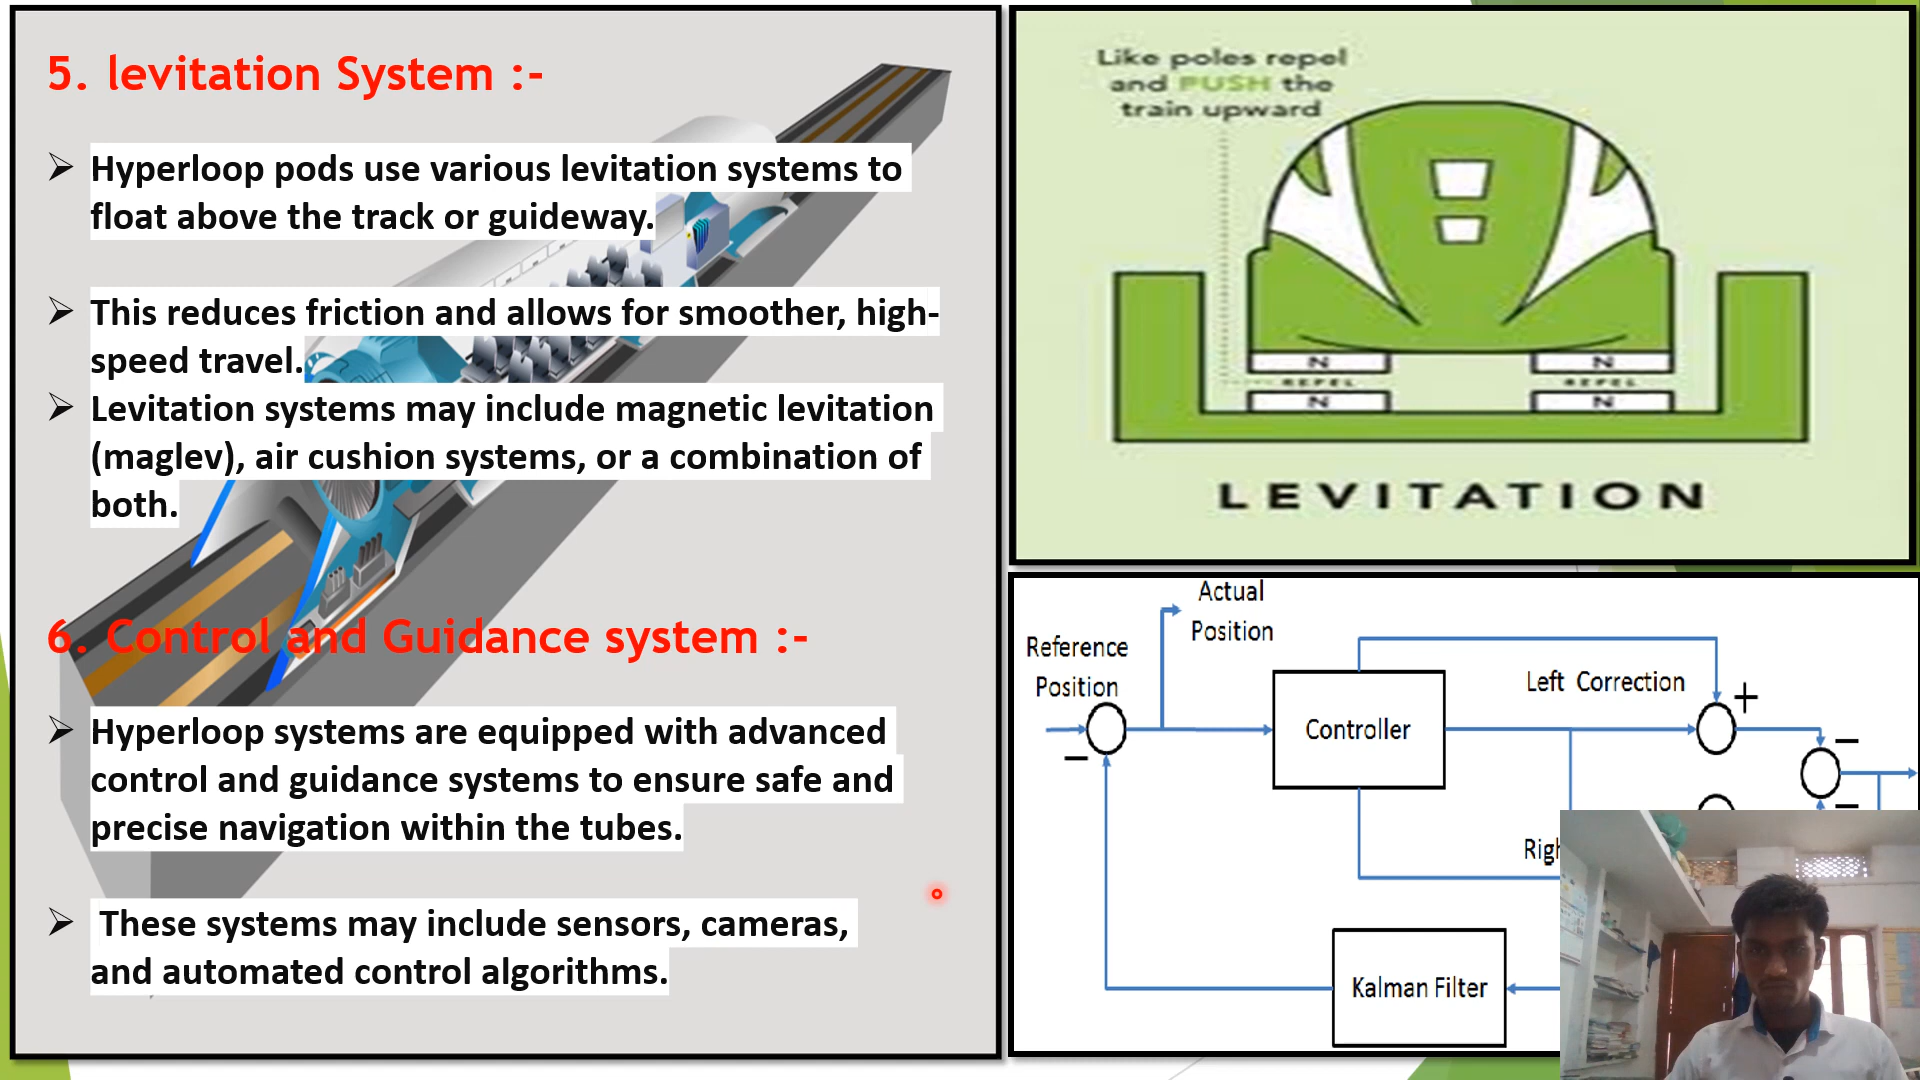 5. levitation System :-
Hyperloop pods use various levitation systems to
float above the track or guideway.
This reduces friction and allows for smoother, high-
speed travel.
Levitation systems may include magnetic levitation
(maglev), air cushion systems, or a combination of
both.
6. Control and Guidance system :-
Hyperloop systems are equipped with advanced
control and guidance systems to ensure safe and
precise navigation within the tubes.
These systems may include sensors, cameras,
and automated control algorithms.
Like poles repel
and PUSH the
train upward
N
N
REPEL
REPEL
N
N
LEVITATION
Actual
Position
Reference
Position
Left Correction
+
Controller
−
−
−
Kalman Filter